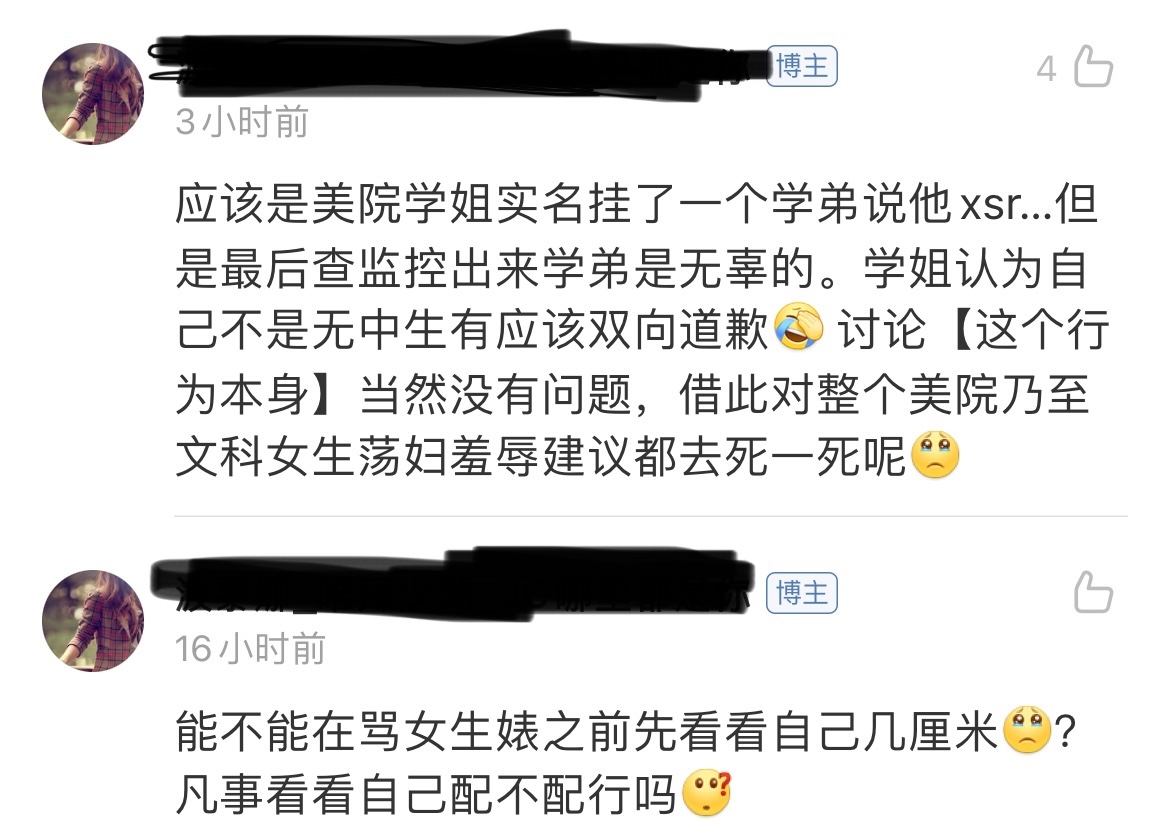 博主
4
3小时前
应该是美院学姐实名挂了一个学弟说他xsr...但
是最后查监控出来学弟是无辜的。学姐认为自
己不是无中生有应该双向道歉🤣 讨论【这个行
为本身】当然没有问题，借此对整个美院乃至
文科女生荡妇羞辱建议都去死一死呢🥺
博主
16小时前
能不能在骂女生婊之前先看看自己几厘米🥺?
凡事看看自己配不配行吗